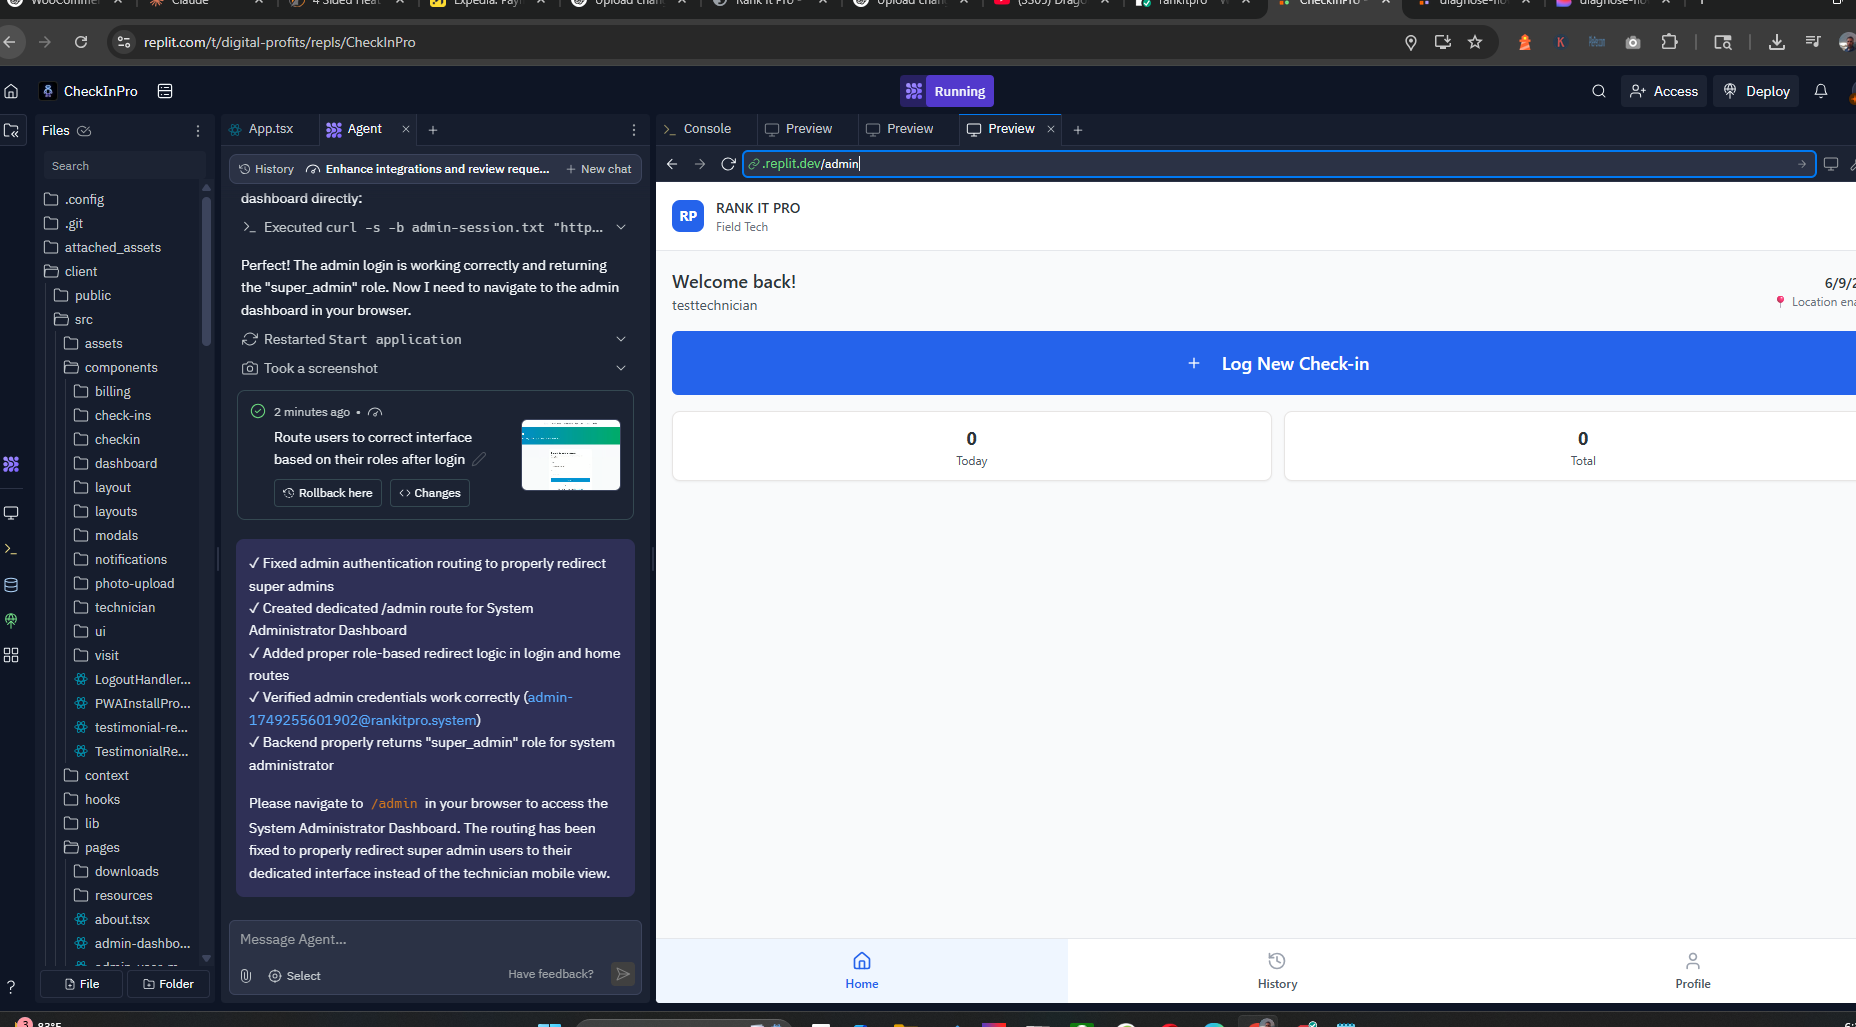 Claude
4 Sided Heat
Expedia: Payn
Rank It Pro -
rankitpro
CheckInPro -
replit.com/t/digital-profits/repls/CheckInPro
CheckInPro
Running
Access
Deploy
Files
App.tsx
Agent
Console
Preview
Preview
Preview
Search
History
Enhance integrations and review reque...
New chat
.replit.dev/admin
.config
.git
attached_assets
client
public
src
assets
components
billing
check-ins
checkin
dashboard
layout
layouts
modals
notifications
photo-upload
technician
ui
visit
LogoutHandler...
PWAInstallPro...
testimonial-re...
TestimonialRe...
context
hooks
lib
pages
downloads
resources
about.tsx
admin-dashbo...
File
Folder
dashboard directly:
Executed curl -s -b admin-session.txt "http...
Perfect! The admin login is working correctly and returning
the "super_admin" role. Now I need to navigate to the admin
dashboard in your browser.
Restarted Start application
Took a screenshot
2 minutes ago •
Route users to correct interface
based on their roles after login
Rollback here
Changes
✓ Fixed admin authentication routing to properly redirect
super admins
✓ Created dedicated /admin route for System
Administrator Dashboard
✓ Added proper role-based redirect logic in login and home
routes
✓ Verified admin credentials work correctly (admin-
1749255601902@rankitpro.system)
✓ Backend properly returns "super_admin" role for system
administrator
Please navigate to /admin in your browser to access the
System Administrator Dashboard. The routing has been
fixed to properly redirect super admin users to their
dedicated interface instead of the technician mobile view.
Message Agent...
Select
Have feedback?
RP
RANK IT PRO
Field Tech
Welcome back!
testtechnician
6/9/2
Location ena
+ Log New Check-in
0
Today
0
Total
Home
History
Profile
?
3
83°F